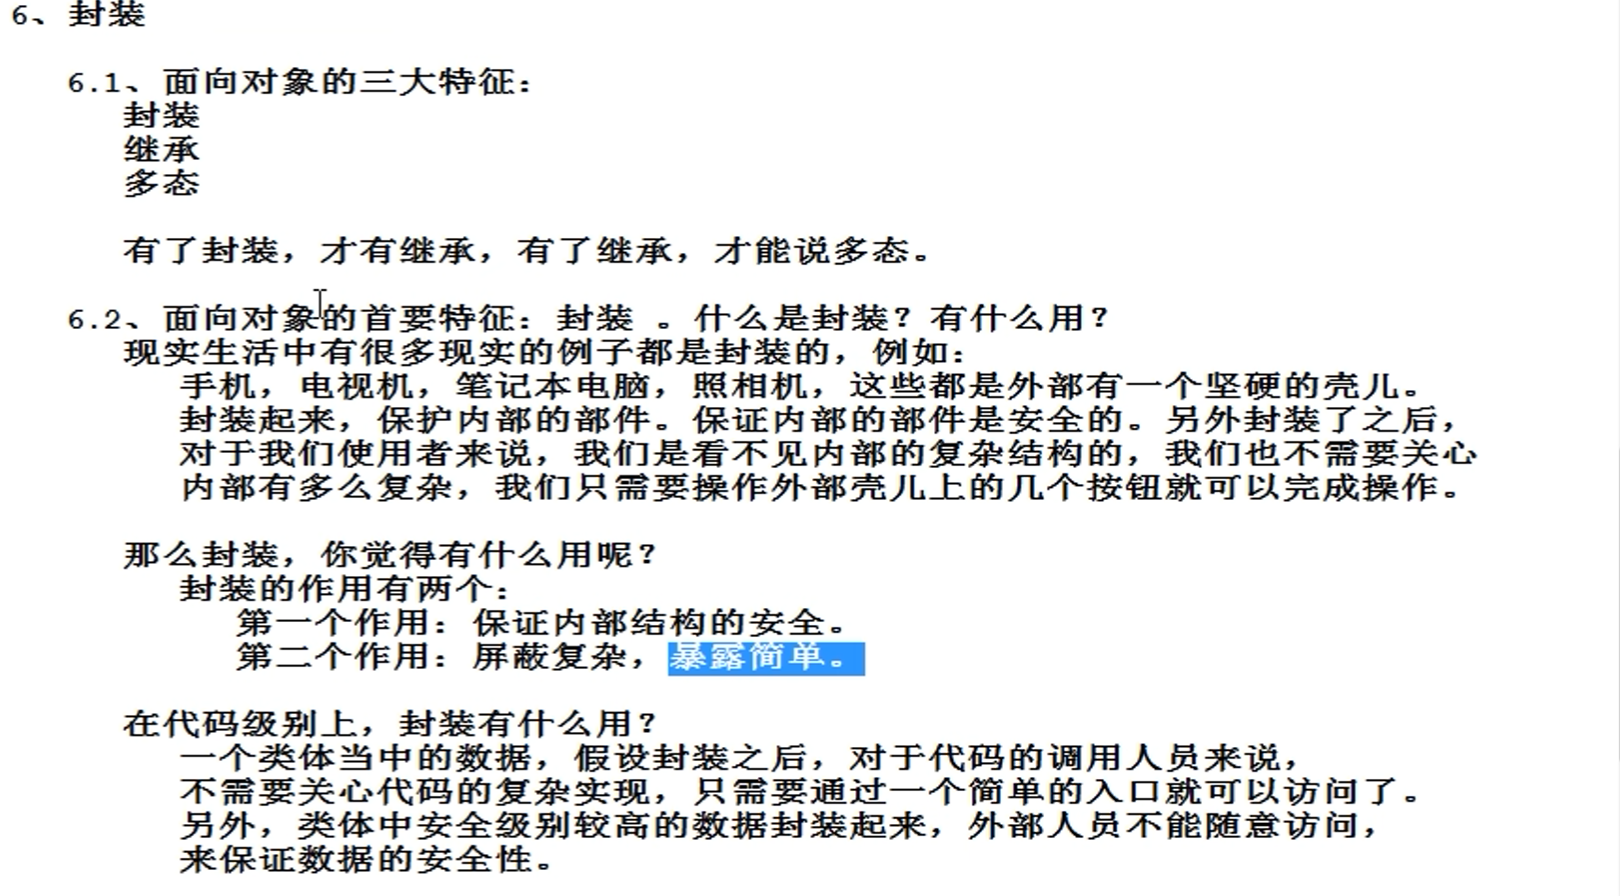 6、封装
6.1、面向对象的三大特征：
封装
继承
多态
有了封装，才有继承，有了继承，才能说多态。
6.2、面向对象的首要特征：封装 。什么是封装？有什么用？
现实生活中有很多现实的例子都是封装的，例如：
手机，电视机，笔记本电脑，照相机，这些都是外部有一个坚硬的壳儿。
封装起来，保护内部的部件。保证内部的部件是安全的。另外封装了之后，
对于我们使用者来说，我们是看不见内部的复杂结构的，我们也不需要关心
内部有多么复杂，我们只需要操作外部壳儿上的几个按钮就可以完成操作。
那么封装，你觉得有什么用呢？
封装的作用有两个：
第一个作用：保证内部结构的安全。
第二个作用：屏蔽复杂，暴露简单。
在代码级别上，封装有什么用？
一个类体当中的数据，假设封装之后，对于代码的调用人员来说，
不需要关心代码的复杂实现，只需要通过一个简单的入口就可以访问了。
另外，类体中安全级别较高的数据封装起来，外部人员不能随意访问，
来保证数据的安全性。